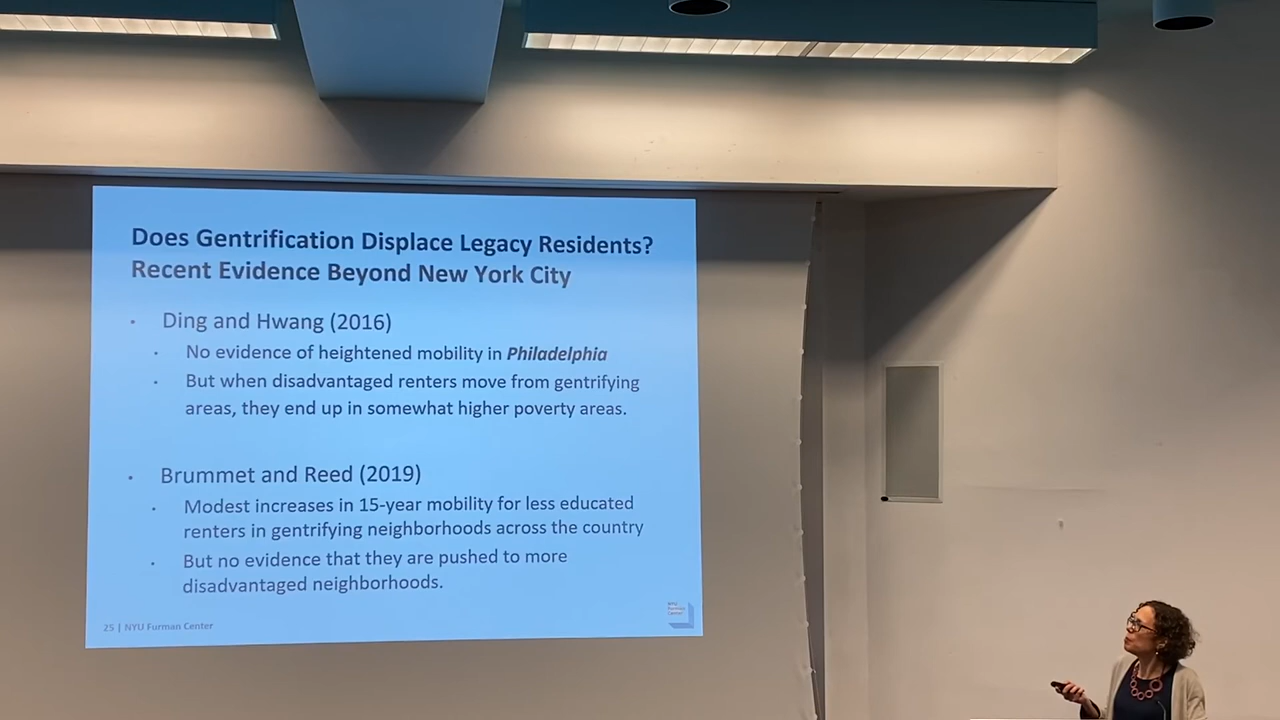 Does Gentrification Displace Legacy Residents?
Recent Evidence Beyond New York City
• Ding and Hwang (2016)
• No evidence of heightened mobility in Philadelphia
• But when disadvantaged renters move from gentrifying
areas, they end up in somewhat higher poverty areas.
• Brummet and Reed (2019)
• Modest increases in 15-year mobility for less educated
renters in gentrifying neighborhoods across the country
• But no evidence that they are pushed to more
disadvantaged neighborhoods.
25 | NYU Furman Center
NYU
Furman
Center